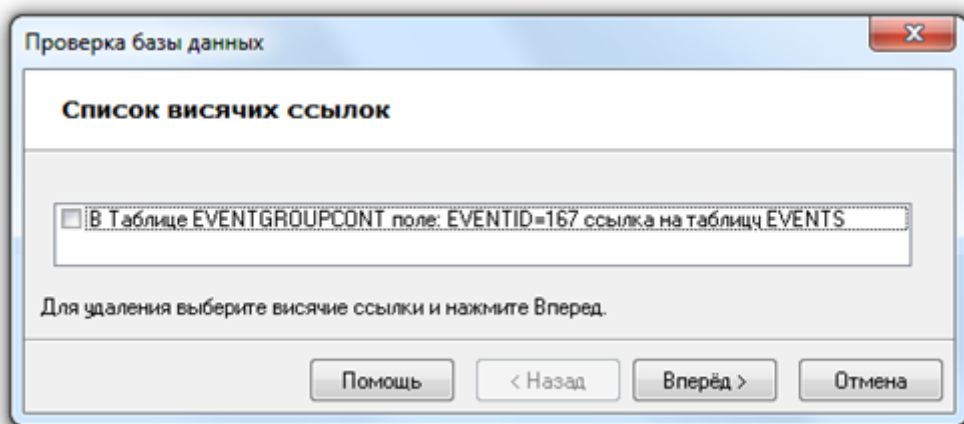 Проверка базы данных
Список висячих ссылок
В Таблице EVENTGROUPCONT поле: EVENTID=167 ссылка на таблицу EVENTS
Для удаления выберите висячие ссылки и нажмите Вперед.
Помощь < Назад Вперёд > Отмена